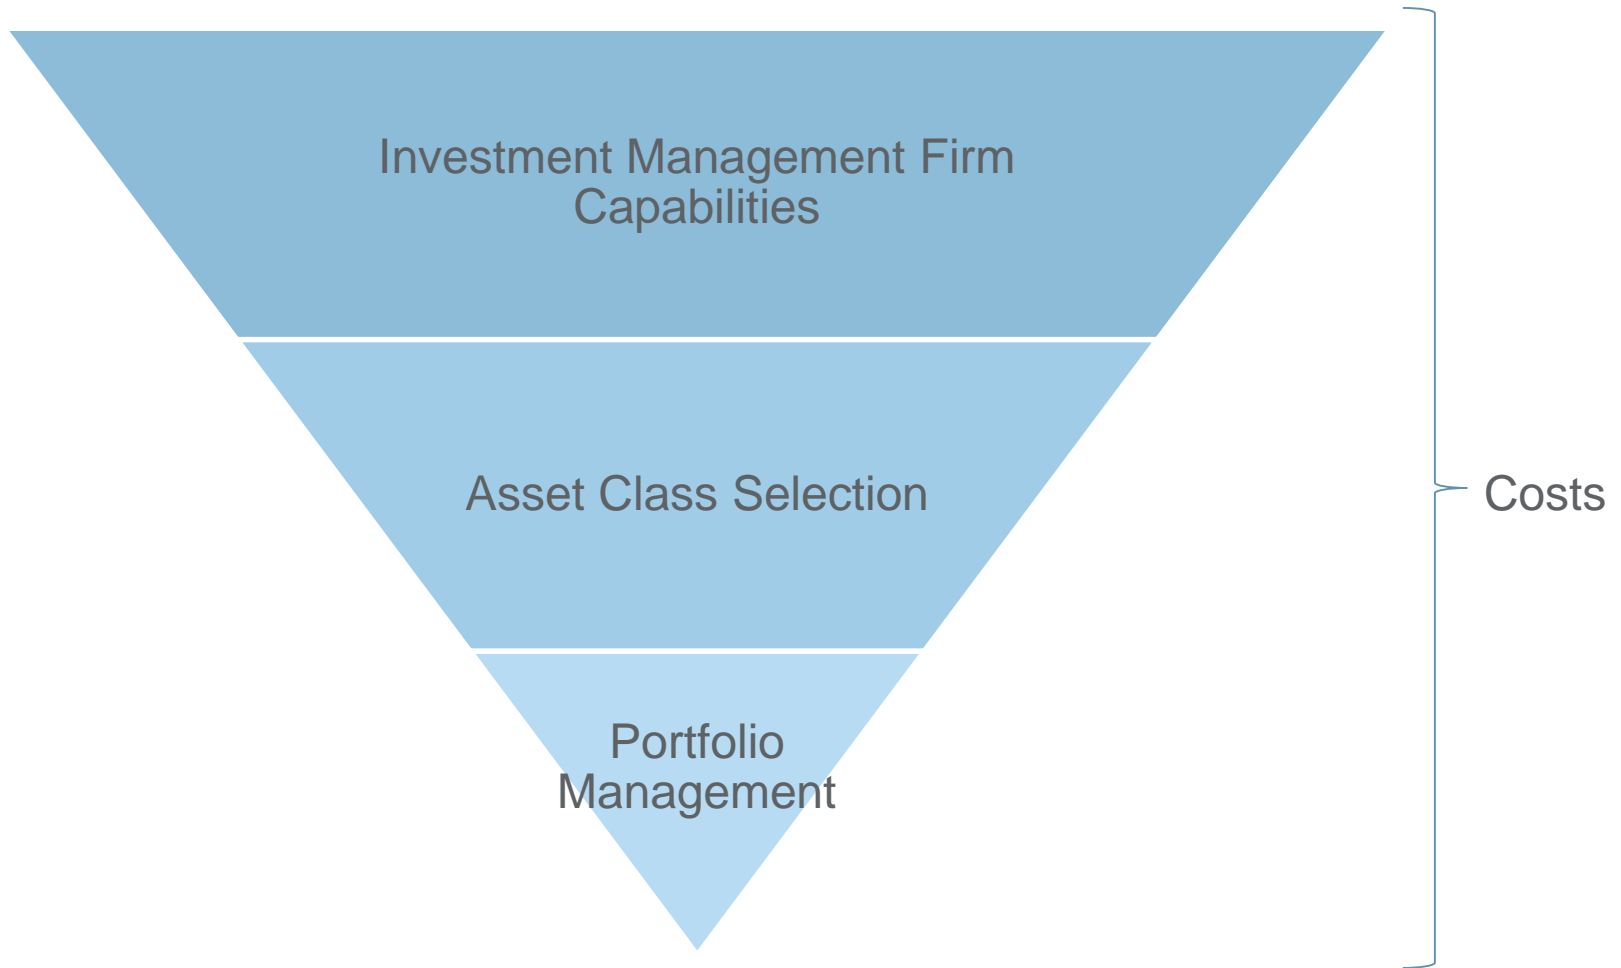 Investment Management Firm
Capabilities
Asset Class Selection
Costs
Portfolio
Management